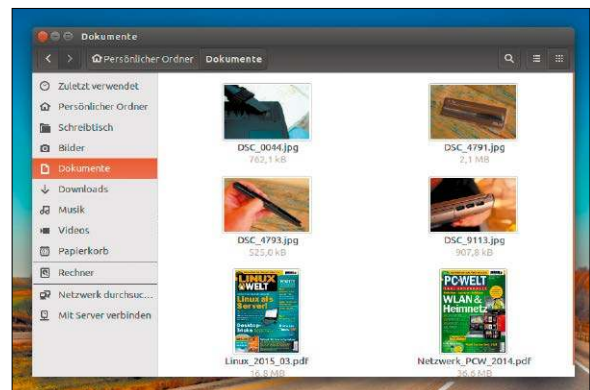 Dokumente
Persönlicher Ordner Dokumente
Zuletzt verwendet
Persönlicher Ordner
Schreibtisch
Bilder
Dokumente
Downloads
Musik
Videos
Papierkorb
Rechner
Netzwerk durchsuc...
Mit Server verbinden
DSC_0044.jpg
762,1 kB
DSC_4791.jpg
2,1 MB
DSC_4793.jpg
525,0 kB
DSC_9113.jpg
907,8 kB
LINUX
WELT
Linux als
Server!
Linux_2015_03.pdf
16,8 MB
PC-WELT
WLAN &
Heimnetz
Netzwerk_PCW_2014.pdf
36,6 MB